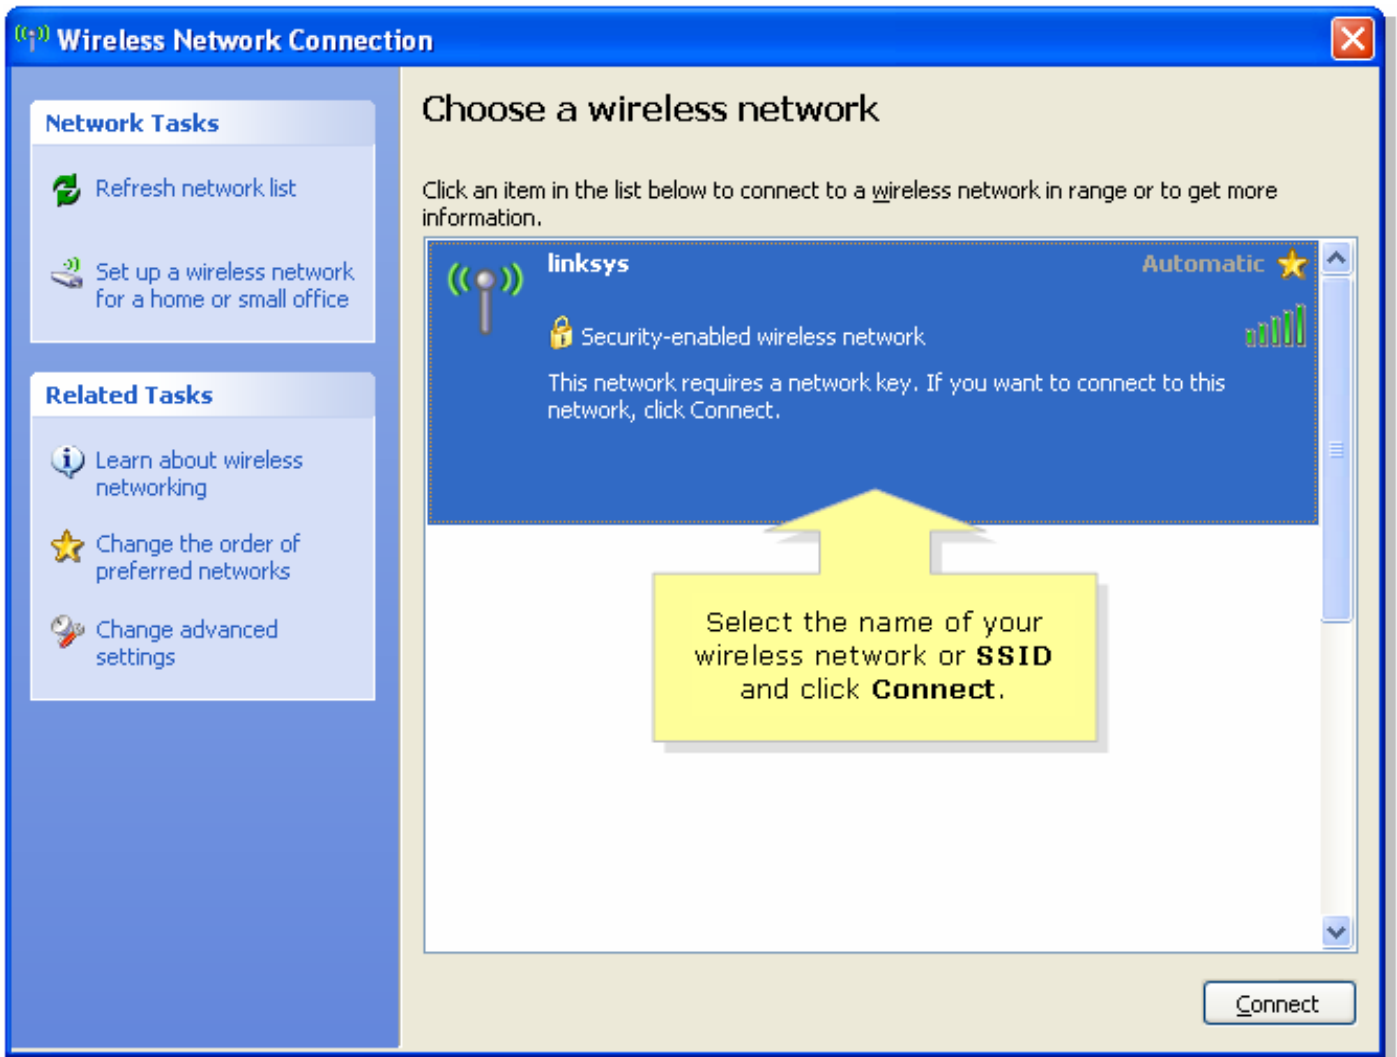 Wireless Network Connection
Network Tasks
Refresh network list
Set up a wireless network
for a home or small office
Related Tasks
Learn about wireless
networking
Change the order of
preferred networks
Change advanced
settings
Choose a wireless network
Click an item in the list below to connect to a wireless network in range or to get more
information.
linksys
Automatic
Security-enabled wireless network
This network requires a network key. If you want to connect to this
network, click Connect.
Select the name of your
wireless network or SSID
and click Connect.
Connect